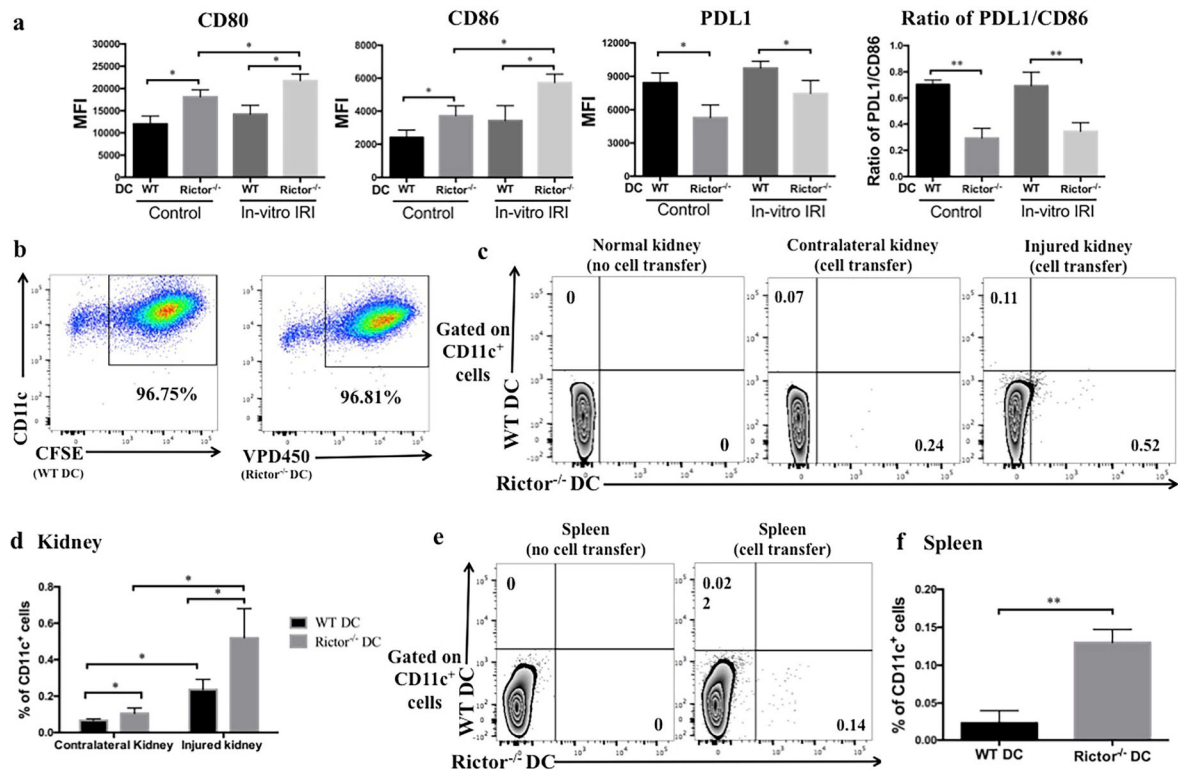 a
CD80
CD86
PDL1
Ratio of PDL1/CD86
MFI
30000
25000
20000
15000
10000
5000
0
*
*
*
DC WT Rictor-/- WT Rictor-/-
Control In-vitro IRI
MFI
8000
6000
4000
2000
0
*
*
*
DC WT Rictor-/- WT Rictor-/-
Control In-vitro IRI
MFI
12000
9000
6000
3000
0
*
*
DC WT Rictor-/- WT Rictor-/-
Control In-vitro IRI
Ratio of PDL1/CD86
1.0
0.8
0.6
0.4
0.2
0.0
**
**
DC WT Rictor-/- WT Rictor-/-
Control In-vitro IRI
b
CD11c
96.75%
CFSE
(WT DC)
96.81%
VPD450
(Rictor-/- DC)
c
Normal kidney
(no cell transfer)
Contralateral kidney
(cell transfer)
Injured kidney
(cell transfer)
Gated on
CD11c+
cells
WT DC
0
0
0.07
0.24
0.11
0.52
Rictor-/- DC
d Kidney
% of CD11c+ cells
0.8
0.6
0.4
0.2
0.0
*
*
*
*
Contralateral Kidney Injured kidney
WT DC
Rictor-/- DC
e
Spleen
(no cell transfer)
Spleen
(cell transfer)
Gated on
CD11c+
cells
WT DC
0
0
0.02
2
0.14
Rictor-/- DC
f Spleen
% of CD11c+ cells
0.20
0.15
0.10
0.05
0.00
**
WT DC Rictor-/- DC